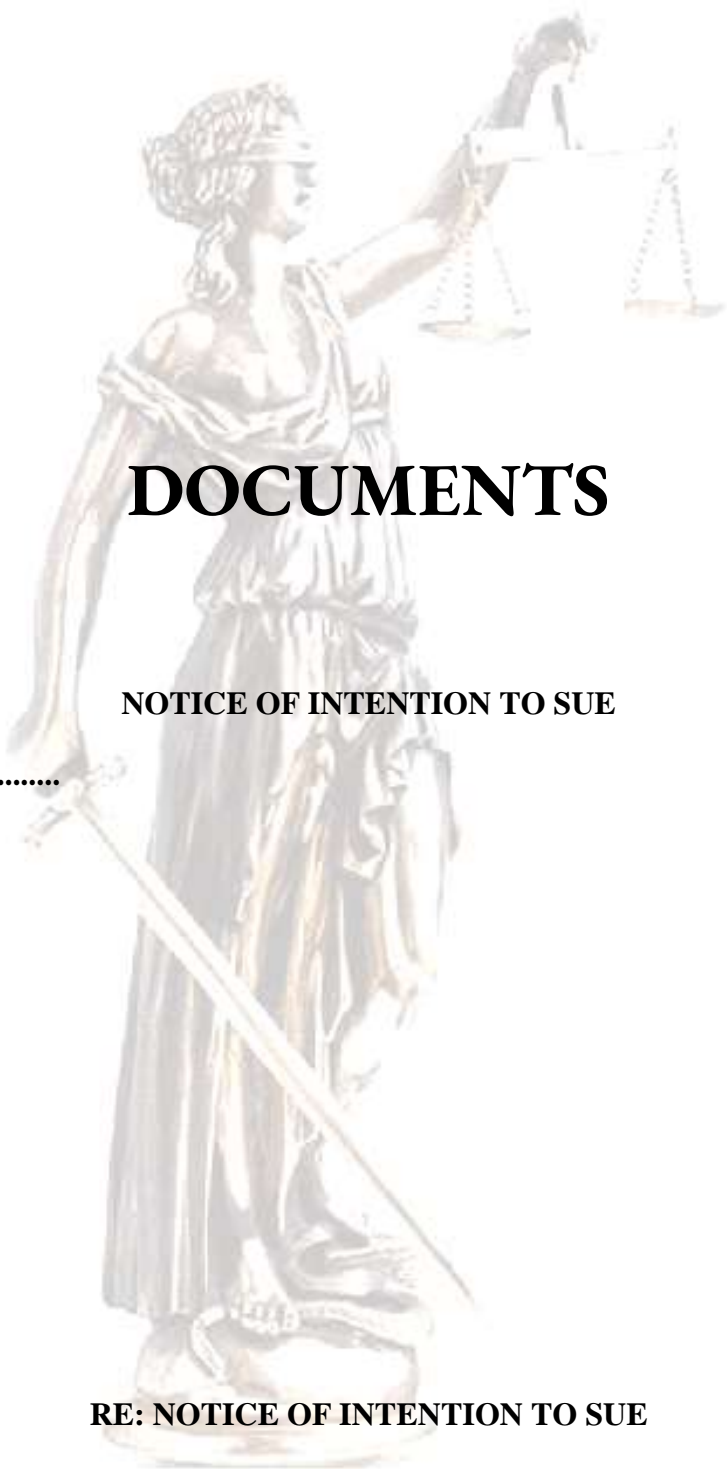 DOCUMENTS
NOTICE OF INTENTION TO SUE
........
RE: NOTICE OF INTENTION TO SUE